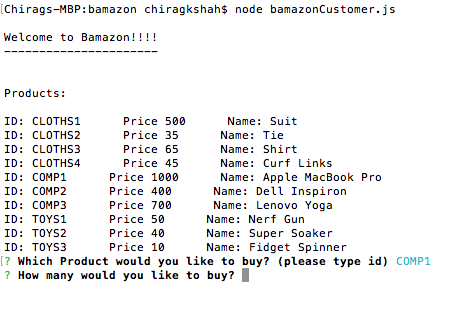 [Chirags-MBP:bamazon chiragkshah$ node bamazonCustomer.js
Welcome to Bamazon!!!!
----------------------
Products:
ID: CLOTHS1 Price 500 Name: Suit
ID: CLOTHS2 Price 35 Name: Tie
ID: CLOTHS3 Price 65 Name: Shirt
ID: CLOTHS4 Price 45 Name: Curf Links
ID: COMP1 Price 1000 Name: Apple MacBook Pro
ID: COMP2 Price 400 Name: Dell Inspiron
ID: COMP3 Price 700 Name: Lenovo Yoga
ID: TOYS1 Price 50 Name: Nerf Gun
ID: TOYS2 Price 40 Name: Super Soaker
ID: TOYS3 Price 10 Name: Fidget Spinner
[? Which Product would you like to buy? (please type id) COMP1
? How many would you like to buy?